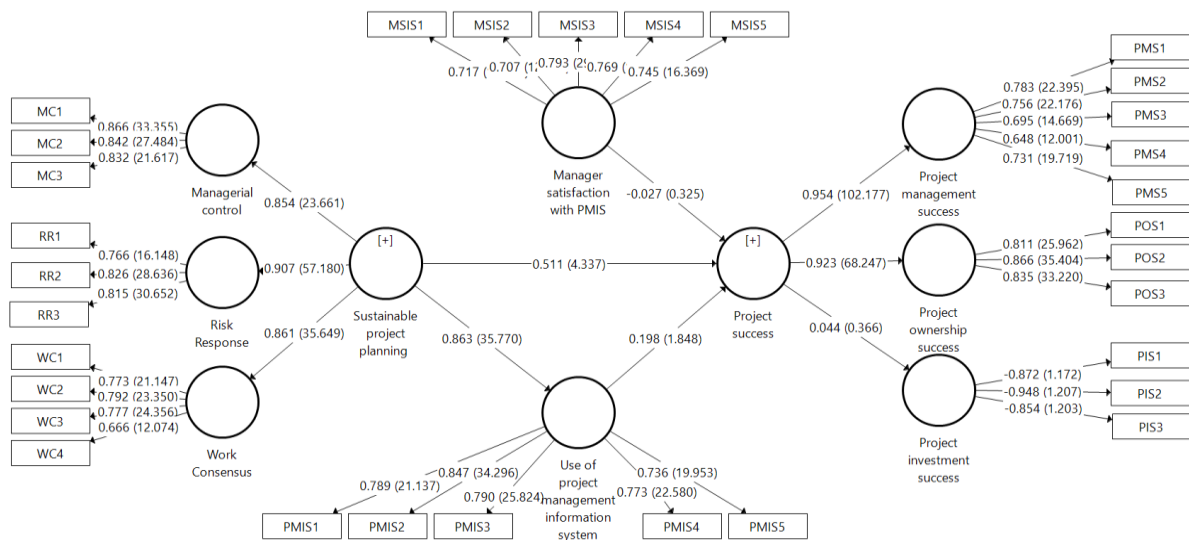 MSIS1
MSIS2
MSIS3
MSIS4
MSIS5
0.717 (
0.707 (1
0.793 (2
0.769 (
0.745 (16.369)
MC1
MC2
MC3
0.866 (33.355)
0.842 (27.484)
0.832 (21.617)
Managerial
control
0.854 (23.661)
RR1
RR2
RR3
0.766 (16.148)
0.826 (28.636)
0.815 (30.652)
Risk
Response
0.907 (57.180)
WC1
WC2
WC3
WC4
0.773 (21.147)
0.792 (23.350)
0.777 (24.356)
0.666 (12.074)
Work
Consensus
0.861 (35.649)
[+]
Sustainable
project
planning
0.863 (35.770)
0.511 (4.337)
Manager
satisfaction
with PMIS
-0.027 (0.325)
0.198 (1.848)
Use of
project
management
information
system
0.789 (21.137)
0.847 (34.296)
0.790 (25.824)
0.773 (22.580)
0.736 (19.953)
PMIS1
PMIS2
PMIS3
PMIS4
PMIS5
[+]
Project
success
0.954 (102.177)
0.923 (68.247)
0.044 (0.366)
Project
management
success
0.783 (22.395)
0.756 (22.176)
0.695 (14.669)
0.648 (12.001)
0.731 (19.719)
PMS1
PMS2
PMS3
PMS4
PMS5
Project
ownership
success
0.811 (25.962)
0.866 (35.404)
0.835 (33.220)
POS1
POS2
POS3
Project
investment
success
-0.872 (1.172)
-0.948 (1.207)
-0.854 (1.203)
PIS1
PIS2
PIS3